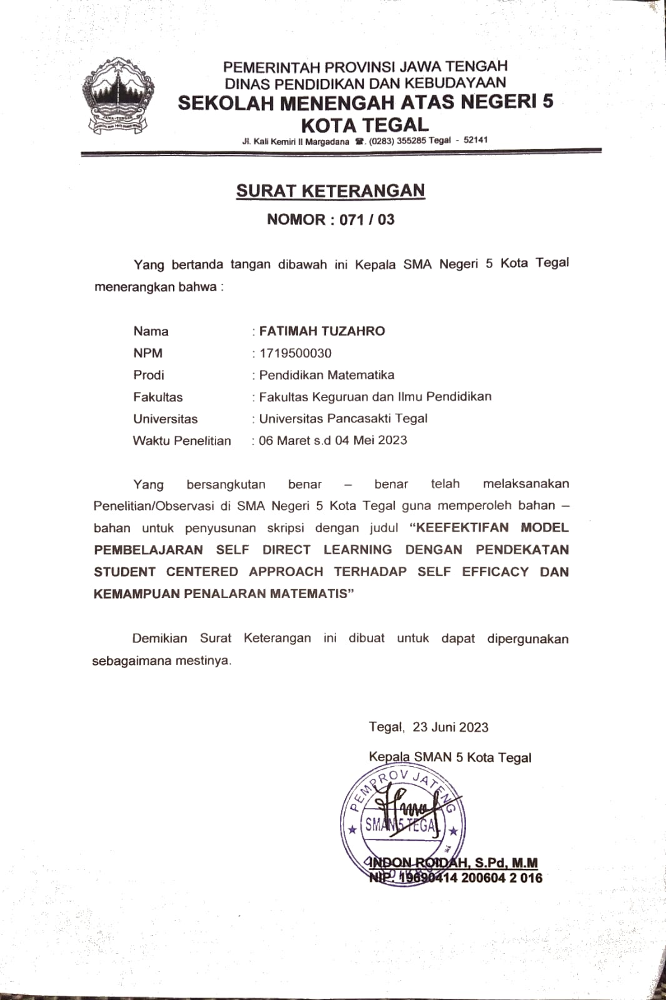 PEMERINTAH PROVINSI JAWA TENGAH
DINAS PENDIDIKAN DAN KEBUDAYAAN
SEKOLAH MENENGAH ATAS NEGERI 5
KOTA TEGAL
Jl. Kali Kemiri II Margadana ☎. (0283) 355285 Tegal - 52141
JAWA-TENGAH
SURAT KETERANGAN
NOMOR : 071 / 03
Yang bertanda tangan dibawah ini Kepala SMA Negeri 5 Kota Tegal
menerangkan bahwa :
Nama : FATIMAH TUZAHRO
NPM : 1719500030
Prodi : Pendidikan Matematika
Fakultas : Fakultas Keguruan dan Ilmu Pendidikan
Universitas : Universitas Pancasakti Tegal
Waktu Penelitian : 06 Maret s.d 04 Mei 2023
Yang bersangkutan benar – benar telah melaksanakan
Penelitian/Observasi di SMA Negeri 5 Kota Tegal guna memperoleh bahan –
bahan untuk penyusunan skripsi dengan judul “KEEFEKTIFAN MODEL
PEMBELAJARAN SELF DIRECT LEARNING DENGAN PENDEKATAN
STUDENT CENTERED APPROACH TERHADAP SELF EFFICACY DAN
KEMAMPUAN PENALARAN MATEMATIS”
Demikian Surat Keterangan ini dibuat untuk dapat dipergunakan
sebagaimana mestinya.
Tegal, 23 Juni 2023
Kepala SMAN 5 Kota Tegal
PEMPROV JATENG
SMAN 5 TEGAL
INDON ROIDAH, S.Pd, M.M
NIP. 19690414 200604 2 016